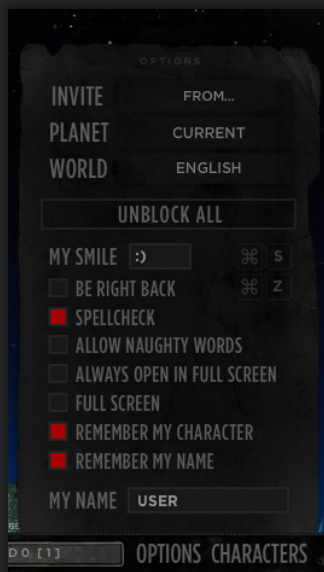 OPTIONS
INVITE FROM...
PLANET CURRENT
WORLD ENGLISH
UNBLOCK ALL
MY SMILE :) ⌘ S
BE RIGHT BACK ⌘ Z
SPELLCHECK
ALLOW NAUGHTY WORDS
ALWAYS OPEN IN FULL SCREEN
FULL SCREEN
REMEMBER MY CHARACTER
REMEMBER MY NAME
MY NAME USER
GE
DO [1] OPTIONS CHARACTERS